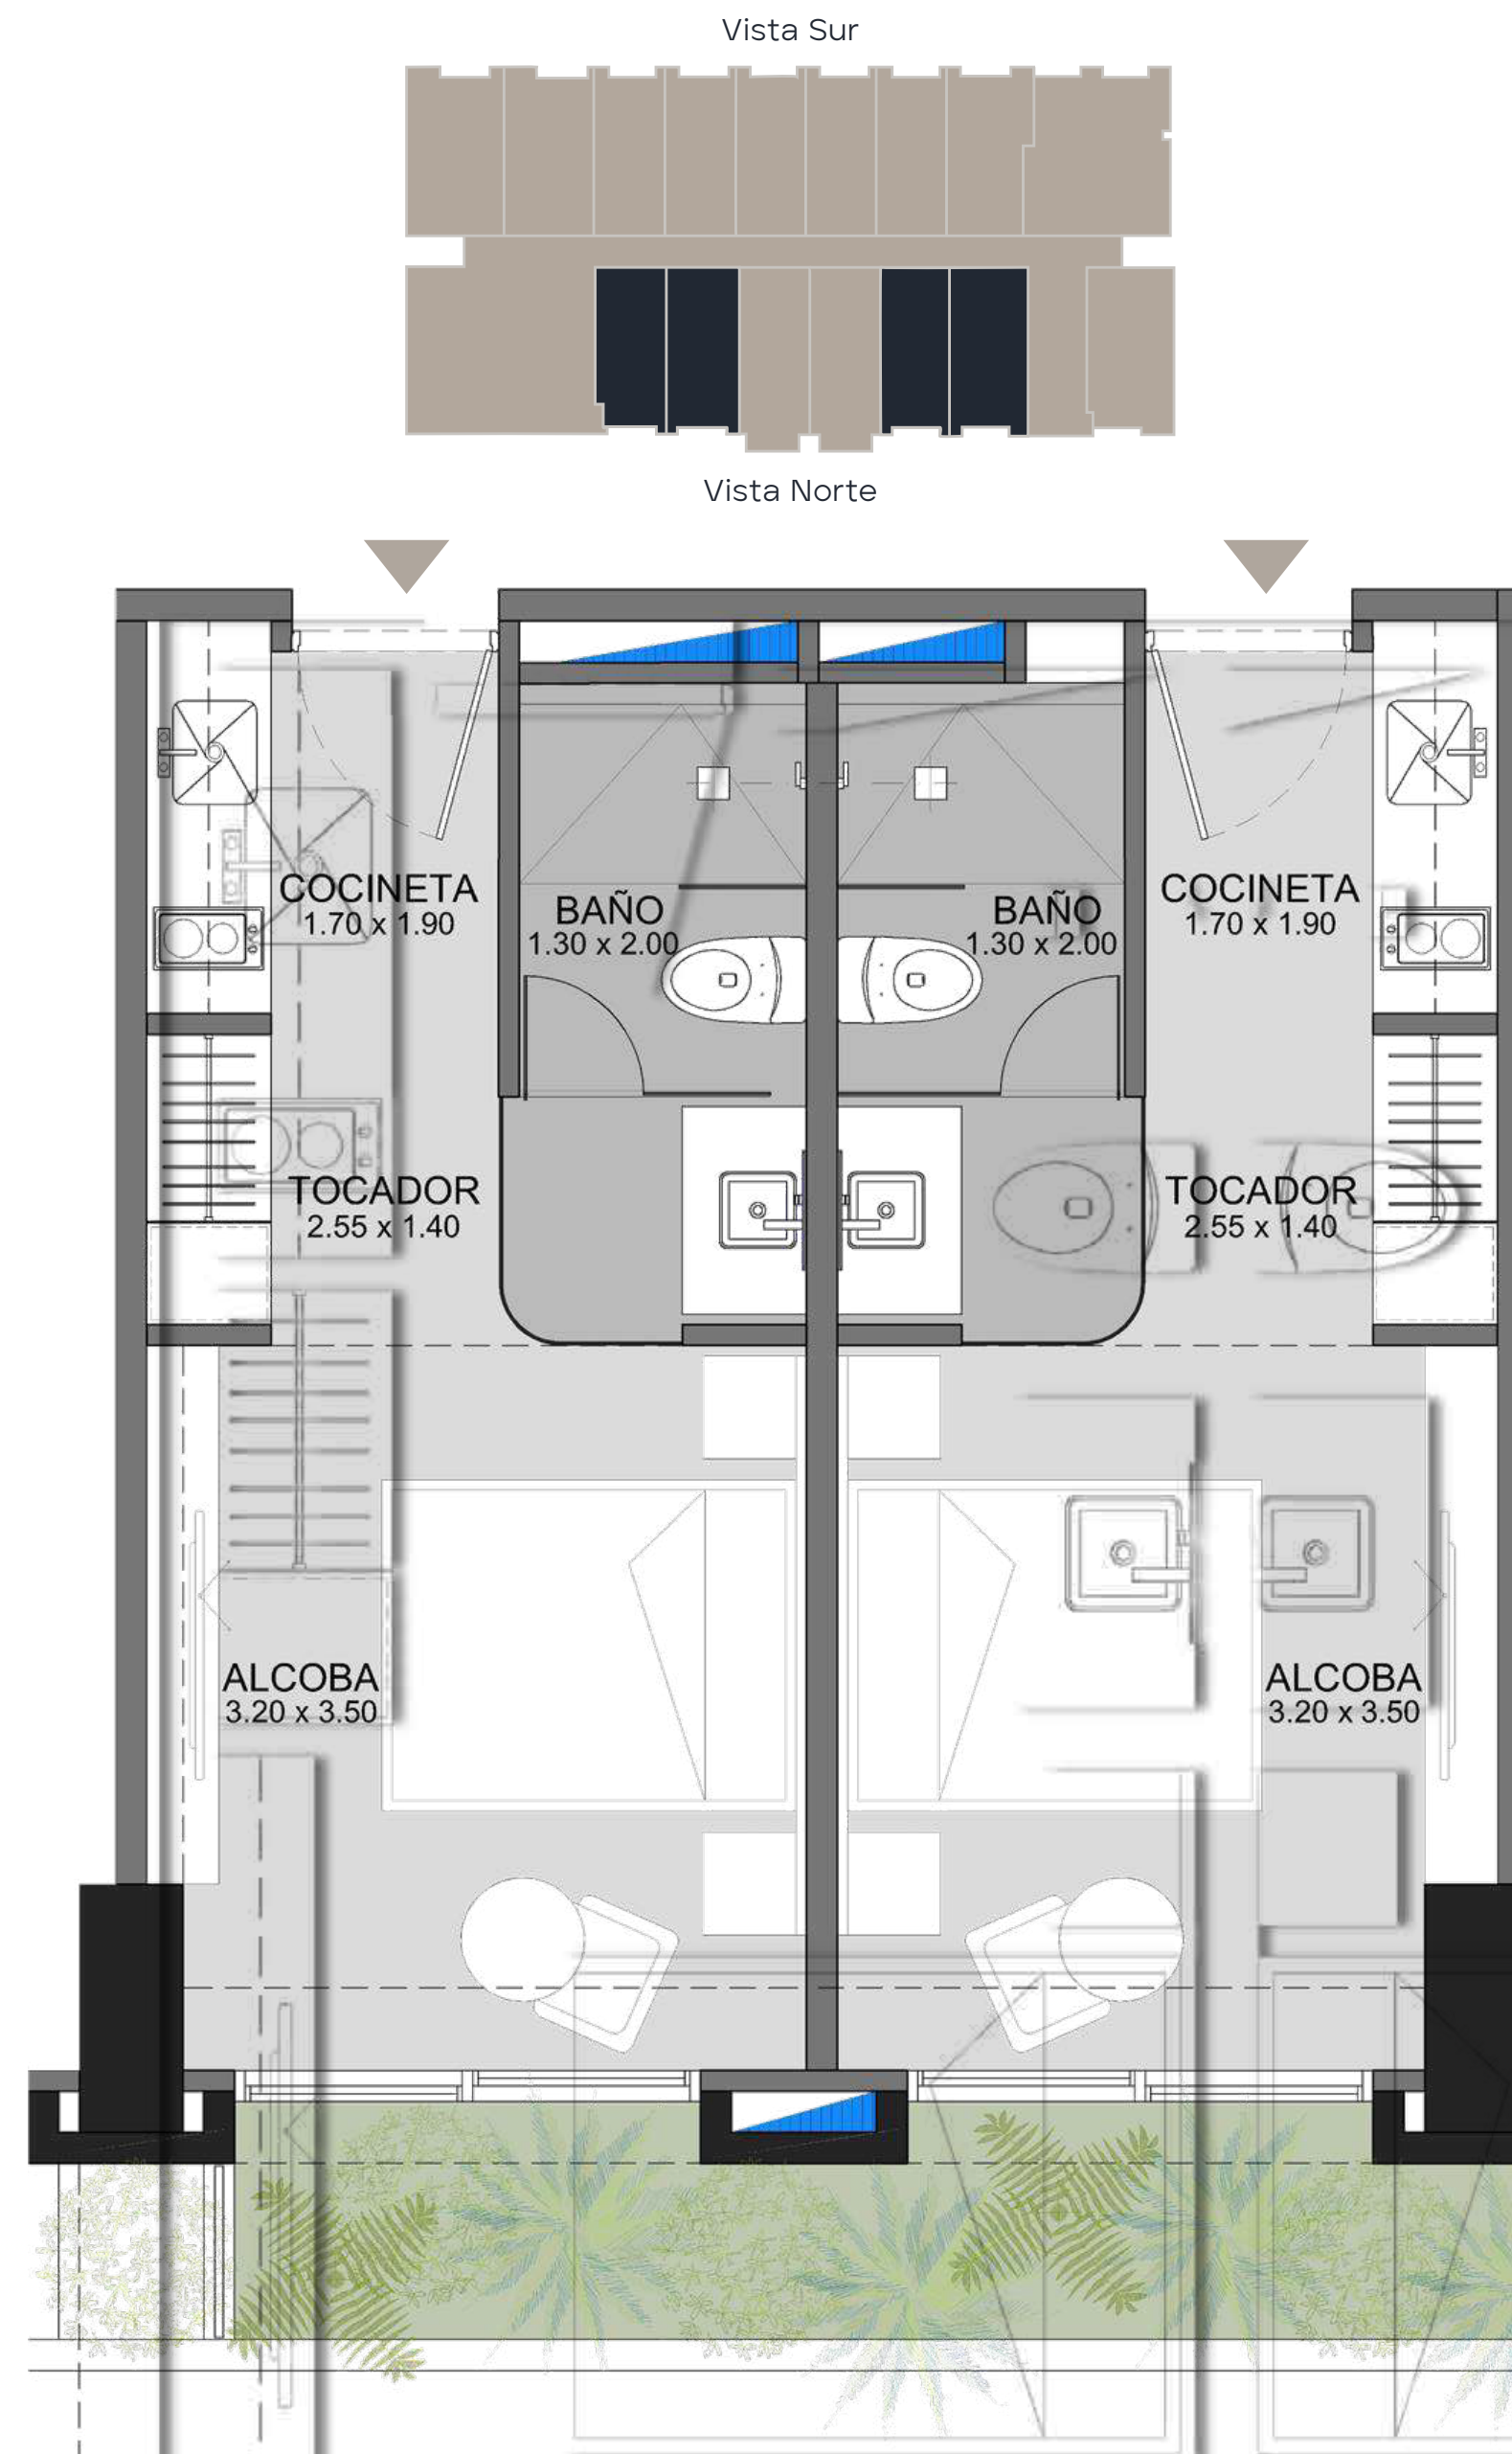 Vista Sur
Vista Norte
COCINETA
1.70 x 1.90
BAÑO
1.30 x 2.00
BAÑO
1.30 x 2.00
COCINETA
1.70 x 1.90
TOCADOR
2.55 x 1.40
TOCADOR
2.55 x 1.40
ALCOBA
3.20 x 3.50
ALCOBA
3.20 x 3.50